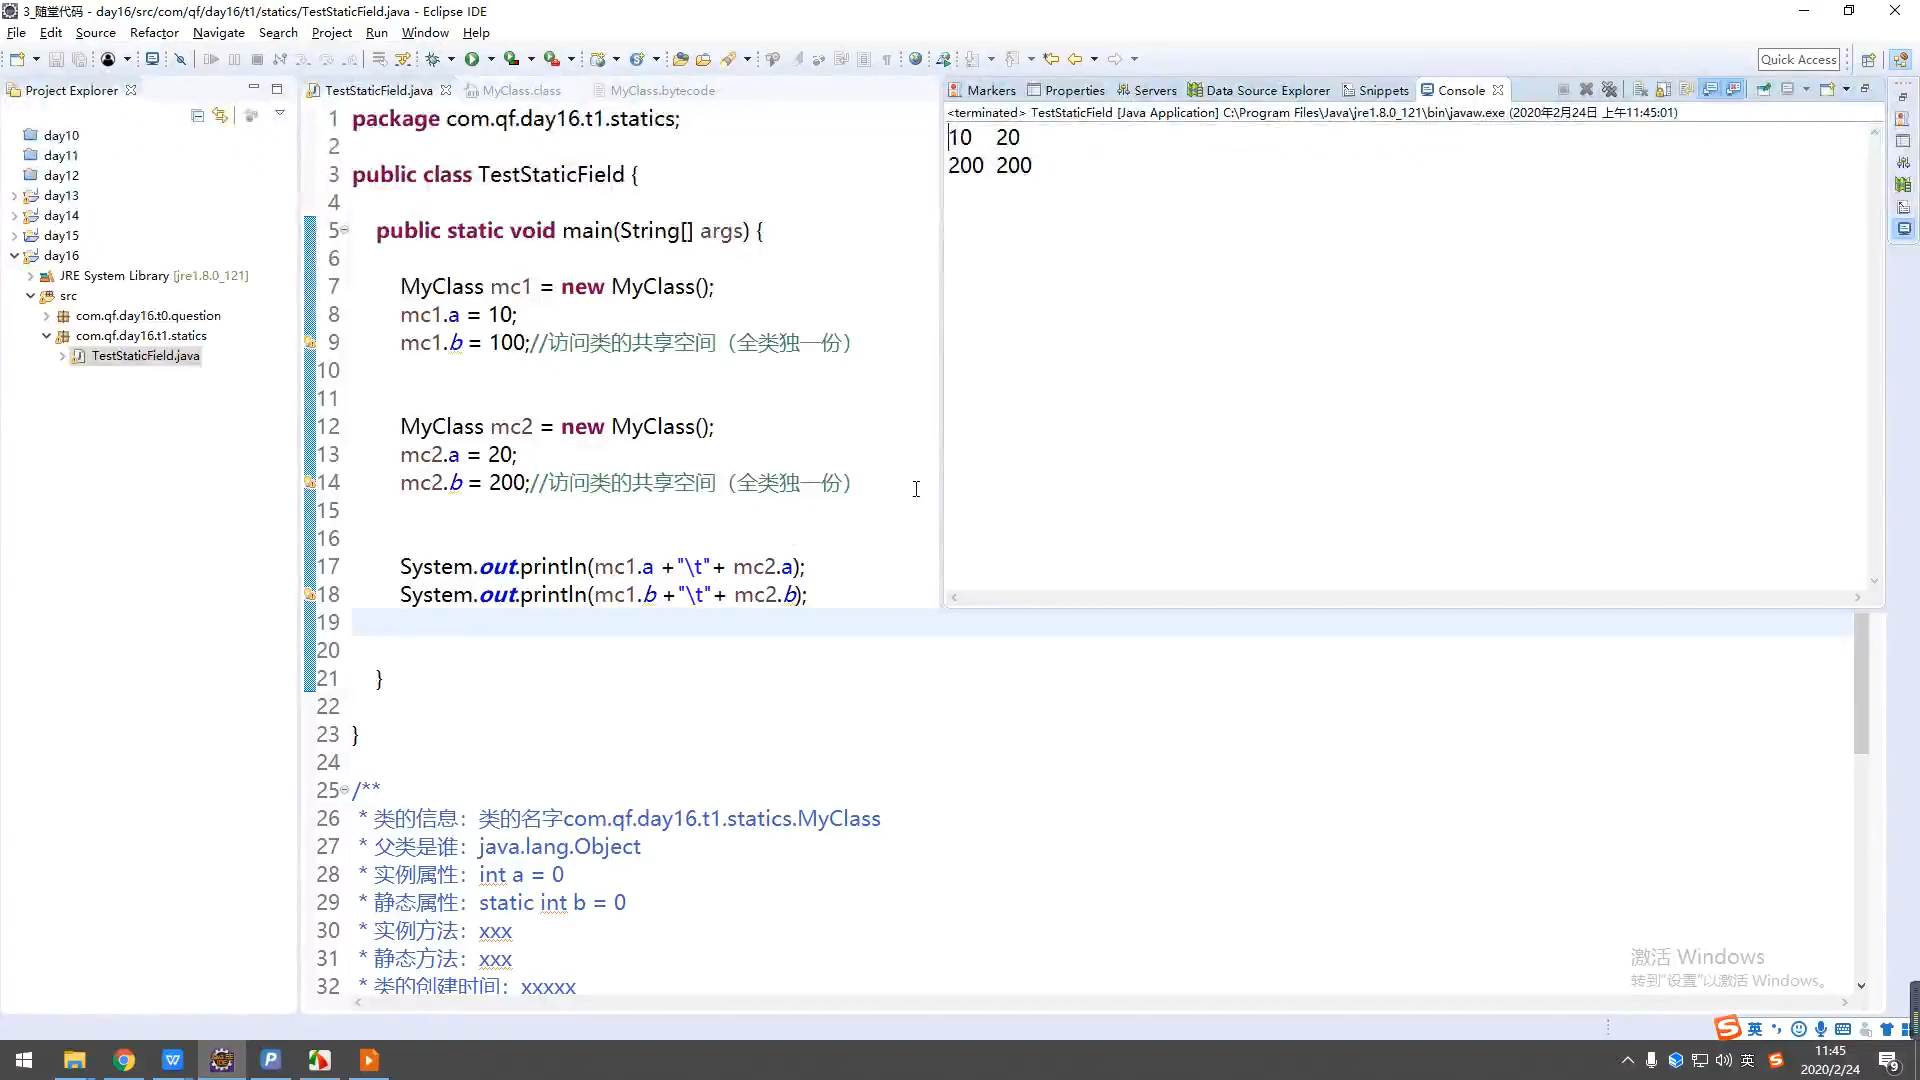 3_随堂代码 - day16/src/com/qf/day16/t1/statics/TestStaticField.java - Eclipse IDE
File Edit Source Refactor Navigate Search Project Run Window Help
Quick Access
Project Explorer
day10
day11
day12
day13
day14
day15
day16
JRE System Library [jre1.8.0_121]
src
com.qf.day16.t0.question
com.qf.day16.t1.statics
TestStaticField.java
TestStaticField.java MyClass.class MyClass.bytecode
1 package com.qf.day16.t1.statics;
2
3 public class TestStaticField {
4
5 public static void main(String[] args) {
6
7 MyClass mc1 = new MyClass();
8 mc1.a = 10;
9 mc1.b = 100;//访问类的共享空间（全类独一份）
10
11
12 MyClass mc2 = new MyClass();
13 mc2.a = 20;
14 mc2.b = 200;//访问类的共享空间（全类独一份）
15
16
17 System.out.println(mc1.a +"\t"+ mc2.a);
18 System.out.println(mc1.b +"\t"+ mc2.b);
19
20
21 }
22
23 }
24
25 /**
26 * 类的信息：类的名字com.qf.day16.t1.statics.MyClass
27 * 父类是谁：java.lang.Object
28 * 实例属性：int a = 0
29 * 静态属性：static int b = 0
30 * 实例方法：xxx
31 * 静态方法：xxx
32 * 类的创建时间：xxxxx
Markers Properties Servers Data Source Explorer Snippets Console
<terminated> TestStaticField [Java Application] C:\Program Files\Java\jre1.8.0_121\bin\javaw.exe (2020年2月24日 上午11:45:01)
10 20
200 200
激活 Windows
转到"设置"以激活 Windows。
英
英
11:45
2020/2/24
9